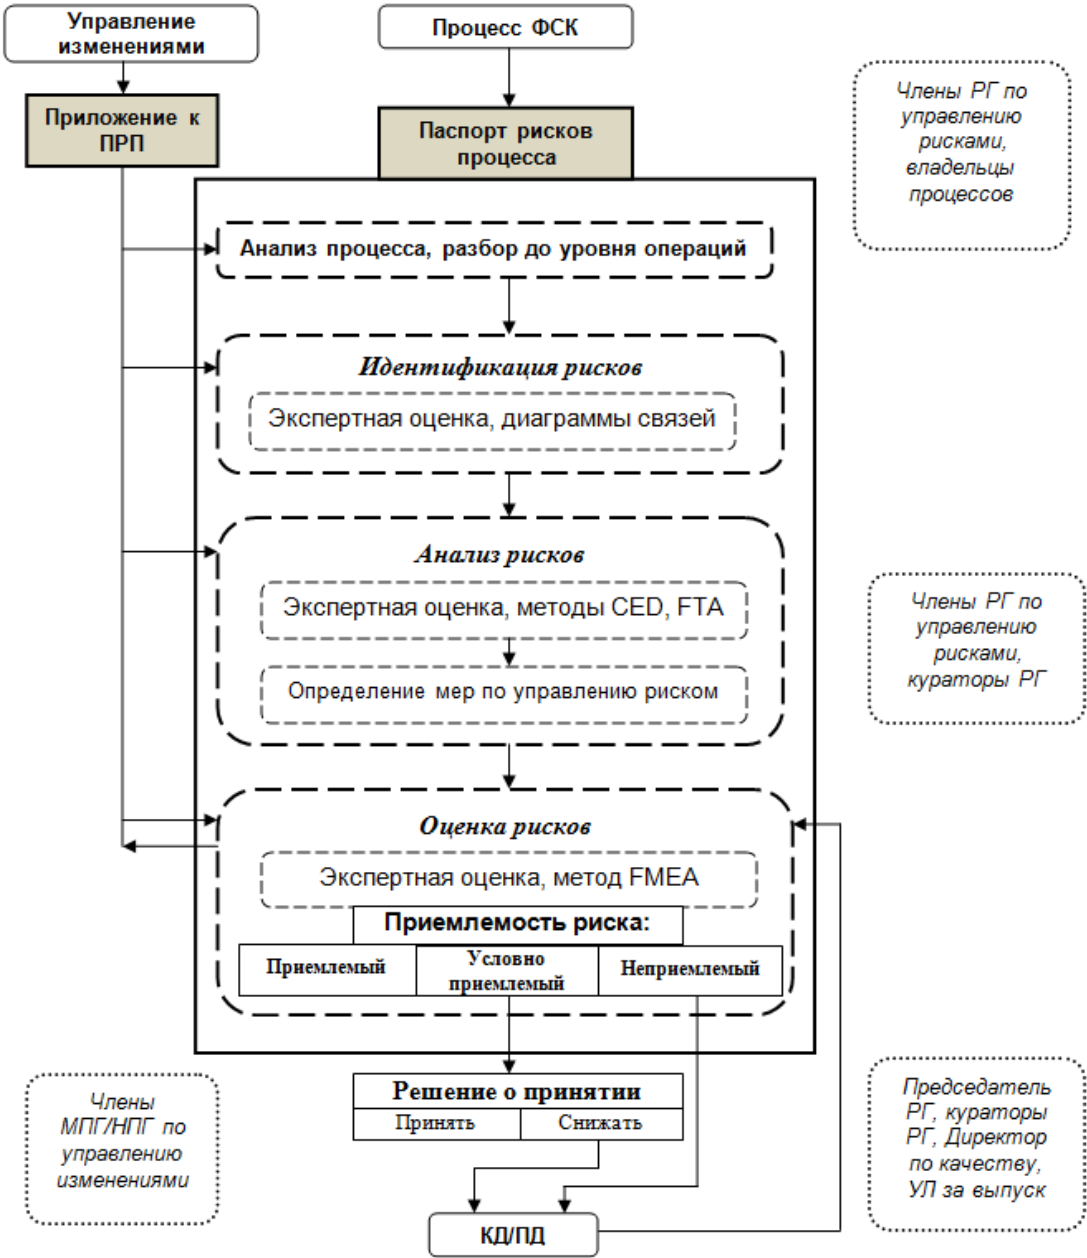 Управление
изменениями
Процесс ФСК
Приложение к
ПРП
Паспорт рисков
процесса
Члены РГ по
управлению
рисками,
владельцы
процессов
Анализ процесса, разбор до уровня операций
Идентификация рисков
Экспертная оценка, диаграммы связей
Анализ рисков
Экспертная оценка, методы CED, FTA
Определение мер по управлению риском
Члены РГ по
управлению
рисками,
кураторы РГ
Оценка рисков
Экспертная оценка, метод FMEA
Приемлемость риска:
Приемлемый
Условно
приемлемый
Неприемлемый
Решение о принятии
Принять
Снижать
Члены
МПГ/НПГ по
управлению
изменениями
Председатель
РГ, кураторы
РГ, Директор
по качеству,
УЛ за выпуск
КД/ПД